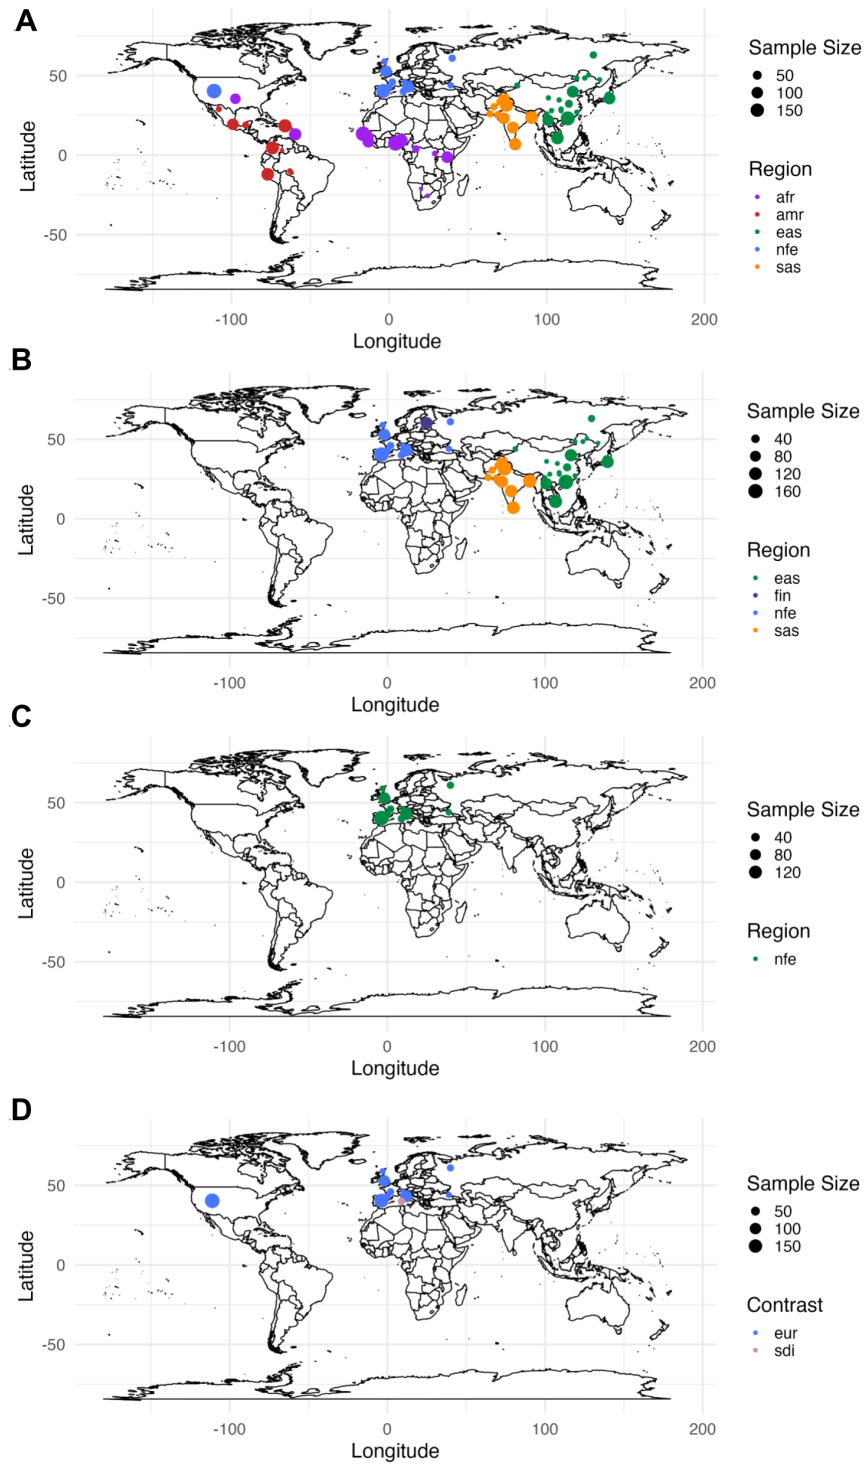 A
Latitude
50
0
-50
-100
0
100
200
Longitude
Sample Size
50
100
150
Region
afr
amr
eas
nfe
sas
B
Latitude
50
0
-50
-100
0
100
200
Longitude
Sample Size
40
80
120
160
Region
eas
fin
nfe
sas
C
Latitude
50
0
-50
-100
0
100
200
Longitude
Sample Size
40
80
120
Region
nfe
D
Latitude
50
0
-50
-100
0
100
200
Longitude
Sample Size
50
100
150
Contrast
eur
sdi